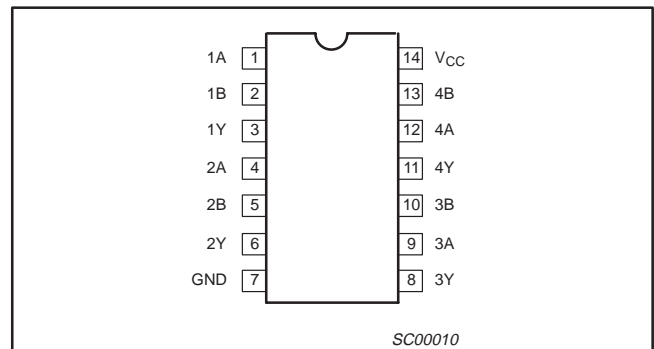 1A 1 14 VCC
1B 2 13 4B
1Y 3 12 4A
2A 4 11 4Y
2B 5 10 3B
2Y 6 9 3A
GND 7 8 3Y
SC00010